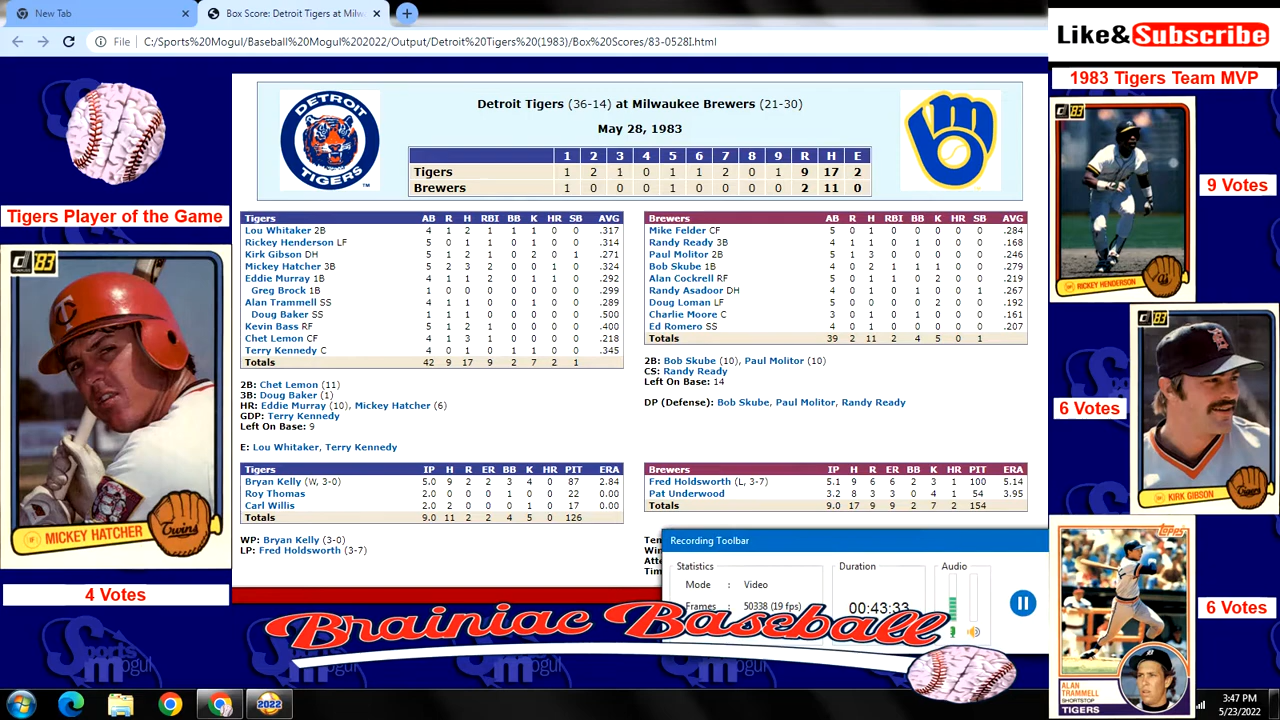 New Tab
Box Score: Detroit Tigers at Milw
File
C:/Sports%20Mogul/Baseball%20Mogul%202022/Output/Detroit%20Tigers%20(1983)/Box%20Scores/83-0528I.html
Like& Subscribe
1983 Tigers Team MVP
Detroit Tigers (36-14) at Milwaukee Brewers (21-30)
May 28, 1983
DETROIT TIGERS
1 2 3 4 5 6 7 8 9 R H E
Tigers 1 2 1 0 1 1 2 0 1 9 17 2
Brewers 1 0 0 0 1 0 0 0 0 2 11 0
Tigers Player of the Game
Tigers AB R H RBI BB K HR SB AVG
Lou Whitaker 2B 4 1 2 1 1 1 0 0 .317
Rickey Henderson LF 5 0 1 1 0 1 0 0 .314
Kirk Gibson DH 5 1 2 1 0 2 0 1 .271
Mickey Hatcher 3B 5 2 3 2 0 0 1 0 .324
Eddie Murray 1B 4 1 1 1 0 1 1 0 .292
Greg Brock 1B 1 0 0 0 0 0 0 0 .299
Alan Trammell SS 4 1 1 1 0 1 0 0 .289
Doug Baker SS 1 1 1 0 0 0 0 .500
Kevin Bass RF 5 1 0 0 0 0 .400
Chet Lemon CF 4 1 3 1 0 0 0 0 .218
Terry Kennedy C 4 0 1 0 1 1 0 0 .345
Totals 42 9 17 9 2 7 2 1
2B: Chet Lemon (11)
3B: Doug Baker (1)
HR: Eddie Murray (10), Mickey Hatcher (6)
GDP: Terry Kennedy
Left On Base: 9
E: Lou Whitaker, Terry Kennedy
Brewers AB R H RBI BB K HR SB AVG
Mike Felder CF 5 0 1 0 0 0 0 0 .284
Randy Ready 3B 4 1 1 0 1 0 0 0 .168
Paul Molitor 2B 5 1 3 0 0 0 0 0 .246
Bob Skube 1B 4 0 2 1 1 1 0 0 .279
Alan Cockrell RF 5 0 1 1 0 2 0 0 .219
Randy Asadoor DH 4 0 0 0 1 0 0 1 .267
Doug Loman LF 5 0 1 0 0 2 0 0 .192
Charlie Moore C 3 0 1 0 1 0 0 0 .161
Ed Romero SS 4 0 1 0 0 0 0 0 .207
Totals 39 2 11 2 4 5 0 1
2B: Bob Skube (10), Paul Molitor (10)
CS: Randy Ready
Left On Base: 14
DP (Defense): Bob Skube, Paul Molitor, Randy Ready
Tigers IP H R ER BB K HR PIT ERA
Bryan Kelly (W, 3-0) 5.0 9 2 2 3 4 0 87 2.84
Roy Thomas 2.0 0 0 0 1 0 0 22 0.00
Carl Willis 2.0 2 0 0 0 1 0 17 0.00
Totals 9.0 11 2 2 4 5 0 126
WP: Bryan Kelly (3-0)
LP: Fred Holdsworth (3-7)
Brewers IP H R ER BB K HR PIT ERA
Fred Holdsworth (L, 3-7) 5.1 9 6 6 2 3 1 100 5.14
Pat Underwood 3.2 8 3 3 0 4 1 54 3.95
Totals 9.0 17 9 9 2 7 2 154
Recording Toolbar
Statistics
Mode : Video
Frames : 50338 (19 fps)
Duration
00:43:33
Audio
'83
MICKEY HATCHER
Twins
4 Votes
'83
RICKEY HENDERSON
9 Votes
'83
KIRK GIBSON
Tigers
6 Votes
Topps
ALAN
TRAMMELL
SHORTSTOP
TIGERS
6 Votes
Brainiac Baseball
Sports
Mogul
2022
3:47 PM
5/23/2022